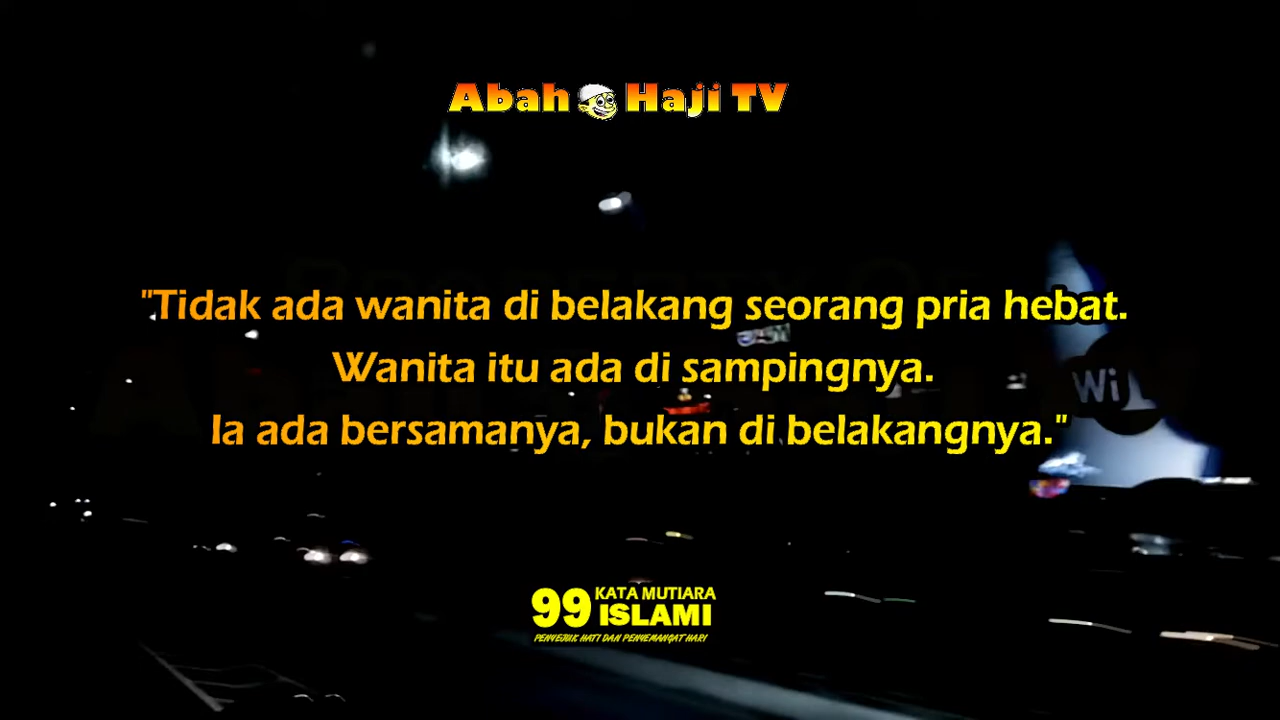 Abah Haji TV
"Tidak ada wanita di belakang seorang pria hebat.
Wanita itu ada di sampingnya.
Wi
Ia ada bersamanya, bukan di belakangnya."
99 KATA MUTIARA
ISLAMI
PENYEJUK HATI DAN PENYEMANGAT HARI